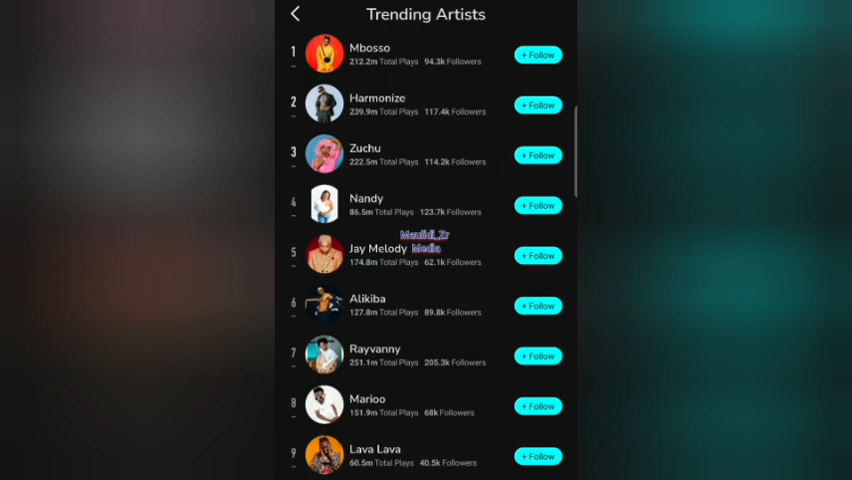 Trending Artists
1 Mbosso
212.2m Total Plays 94.3k Followers
+ Follow
2 Harmonize
239.9m Total Plays 117.4k Followers
+ Follow
3 Zuchu
222.5m Total Plays 114.2k Followers
+ Follow
4 Nandy
86.5m Total Plays 123.7k Followers
+ Follow
Maulidi_Zr
Media
5 Jay Melody
174.8m Total Plays 62.1k Followers
+ Follow
6 Alikiba
127.8m Total Plays 89.8k Followers
+ Follow
7 Rayvanny
251.1m Total Plays 205.3k Followers
+ Follow
8 Marioo
151.9m Total Plays 68k Followers
+ Follow
9 Lava Lava
60.5m Total Plays 40.5k Followers
+ Follow